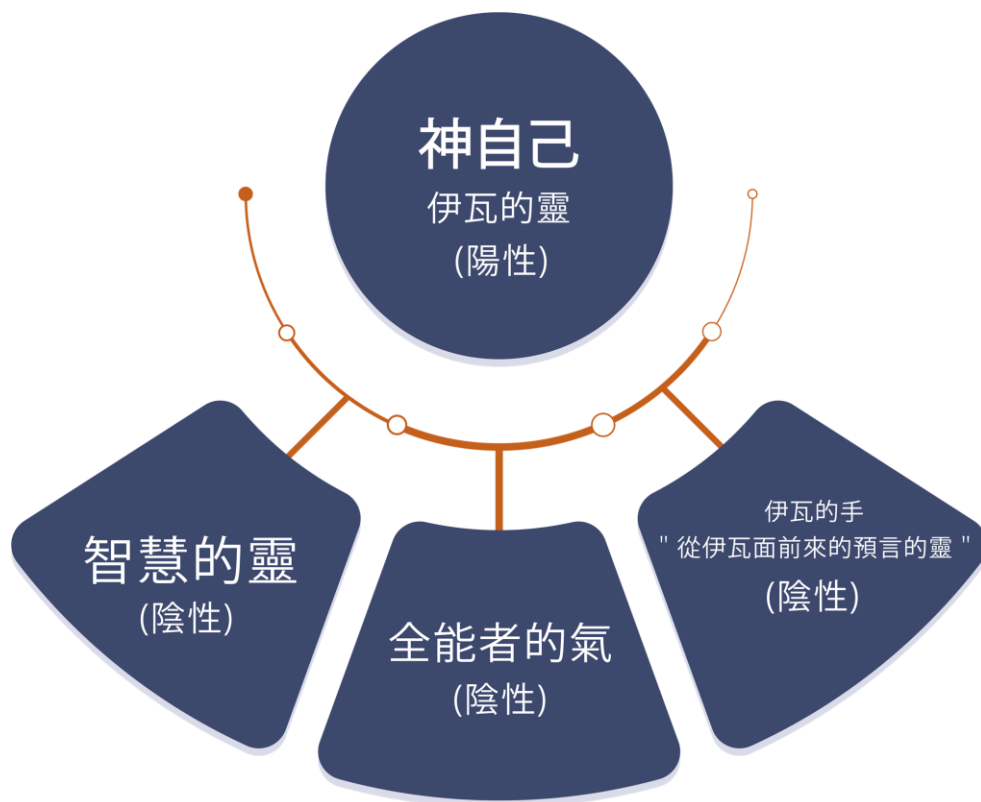 神自己
伊瓦的靈
(陽性)
智慧的靈
(陰性)
全能者的氣
(陰性)
伊瓦的手
" 從伊瓦面前來的預言的靈 "
(陰性)